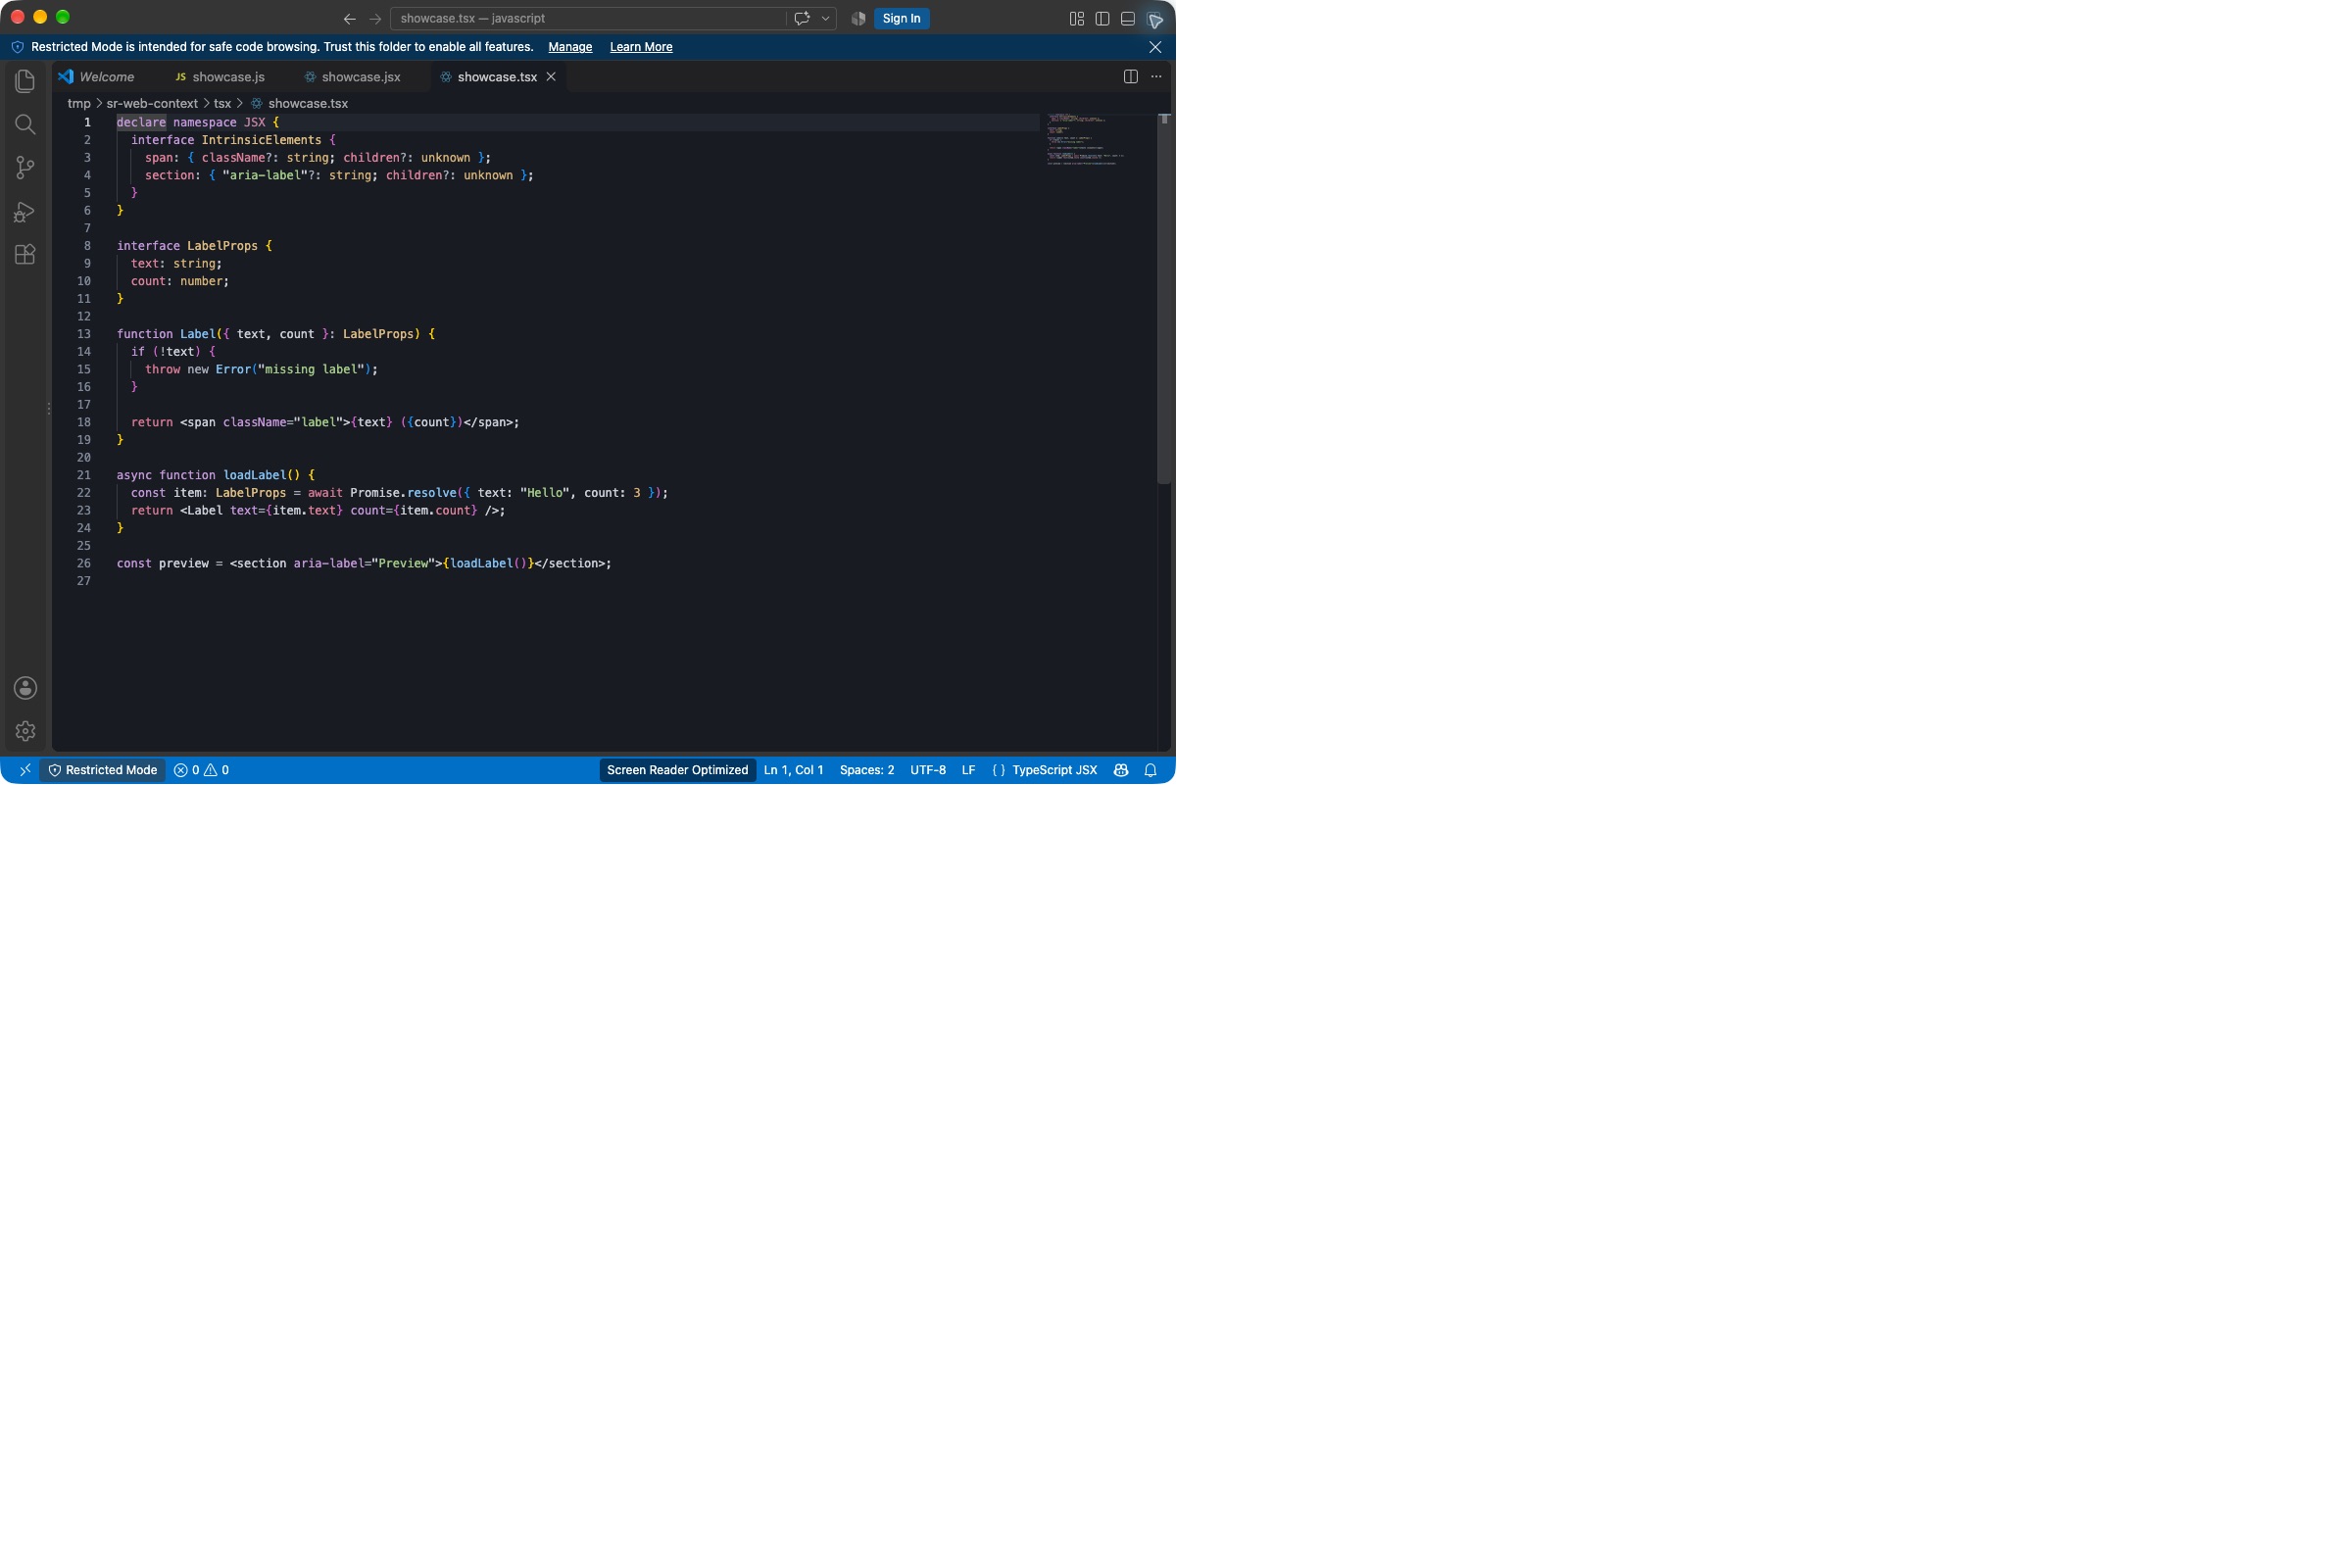 showcase.tsx — javascript
Sign In
Restricted Mode is intended for safe code browsing. Trust this folder to enable all features. Manage Learn More
Welcome JS showcase.js showcase.jsx showcase.tsx
tmp > sr-web-context > tsx > showcase.tsx
1 declare namespace JSX {
2   interface IntrinsicElements {
3     span: { className?: string; children?: unknown };
4     section: { "aria-label"?: string; children?: unknown };
5   }
6 }
7
8 interface LabelProps {
9   text: string;
10   count: number;
11 }
12
13 function Label({ text, count }: LabelProps) {
14   if (!text) {
15     throw new Error("missing label");
16   }
17
18   return <span className="label">{text} ({count})</span>;
19 }
20
21 async function loadLabel() {
22   const item: LabelProps = await Promise.resolve({ text: "Hello", count: 3 });
23   return <Label text={item.text} count={item.count} />;
24 }
25
26 const preview = <section aria-label="Preview">{loadLabel()}</section>;
27
Restricted Mode 0 0 Screen Reader Optimized Ln 1, Col 1 Spaces: 2 UTF-8 LF { } TypeScript JSX